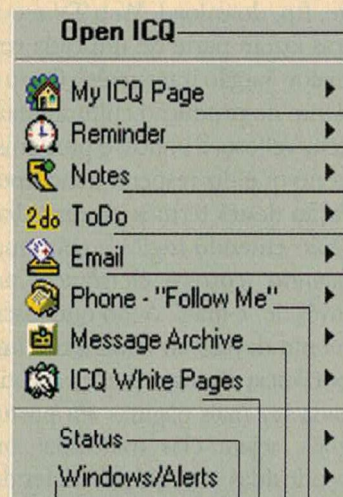 Open ICQ
My ICQ Page
Reminder
Notes
2do ToDo
Email
Phone - "Follow Me"
Message Archive
ICQ White Pages
Status
Windows/Alerts